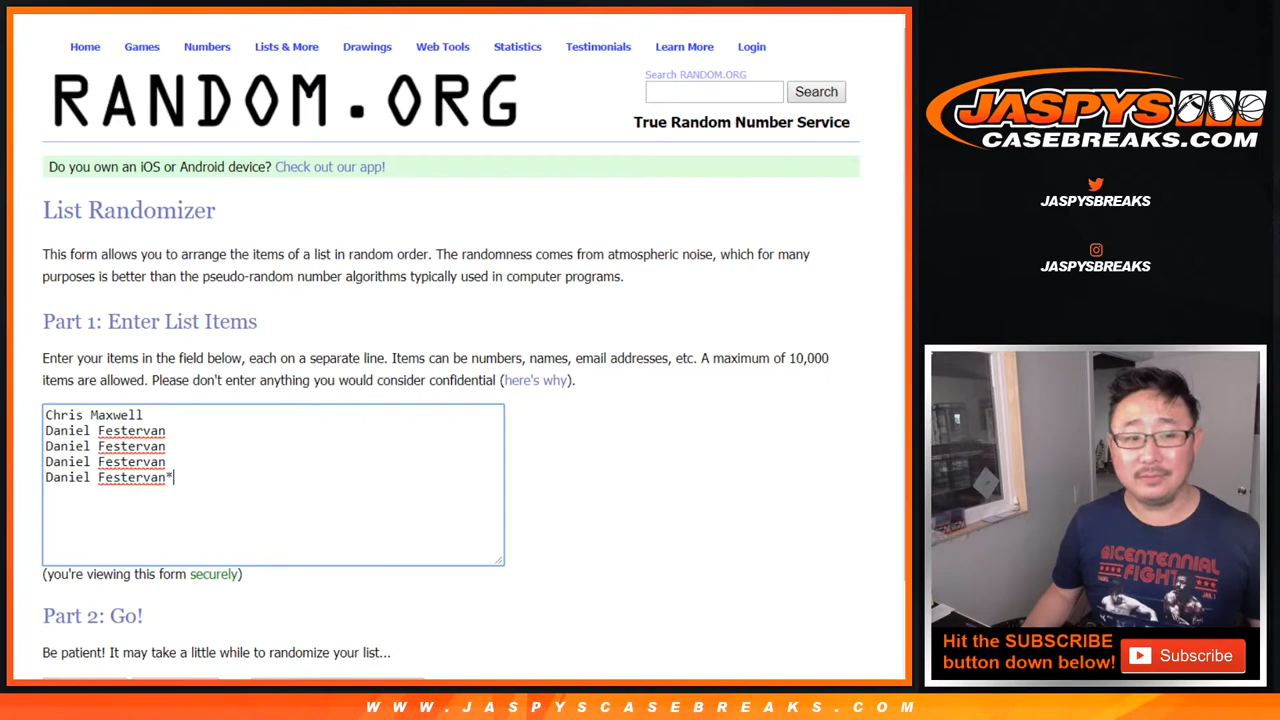 Home Games Numbers Lists & More Drawings Web Tools Statistics Testimonials Learn More Login
RANDOM.ORG
Search RANDOM.ORG
Search
True Random Number Service
Do you own an iOS or Android device? Check out our app!
List Randomizer
This form allows you to arrange the items of a list in random order. The randomness comes from atmospheric noise, which for many
purposes is better than the pseudo-random number algorithms typically used in computer programs.
Part 1: Enter List Items
Enter your items in the field below, each on a separate line. Items can be numbers, names, email addresses, etc. A maximum of 10,000
items are allowed. Please don't enter anything you would consider confidential (here's why).
Chris Maxwell
Daniel Festervan
Daniel Festervan
Daniel Festervan
Daniel Festervan*
(you're viewing this form securely)
Part 2: Go!
Be patient! It may take a little while to randomize your list...
JASPYS
CASEBREAKS.COM
JASPYSBREAKS
JASPYSBREAKS
BICENTENNIAL
FIGHT
Hit the SUBSCRIBE
button down below!
Subscribe
WWW.JASPYSCASEBREAKS.COM